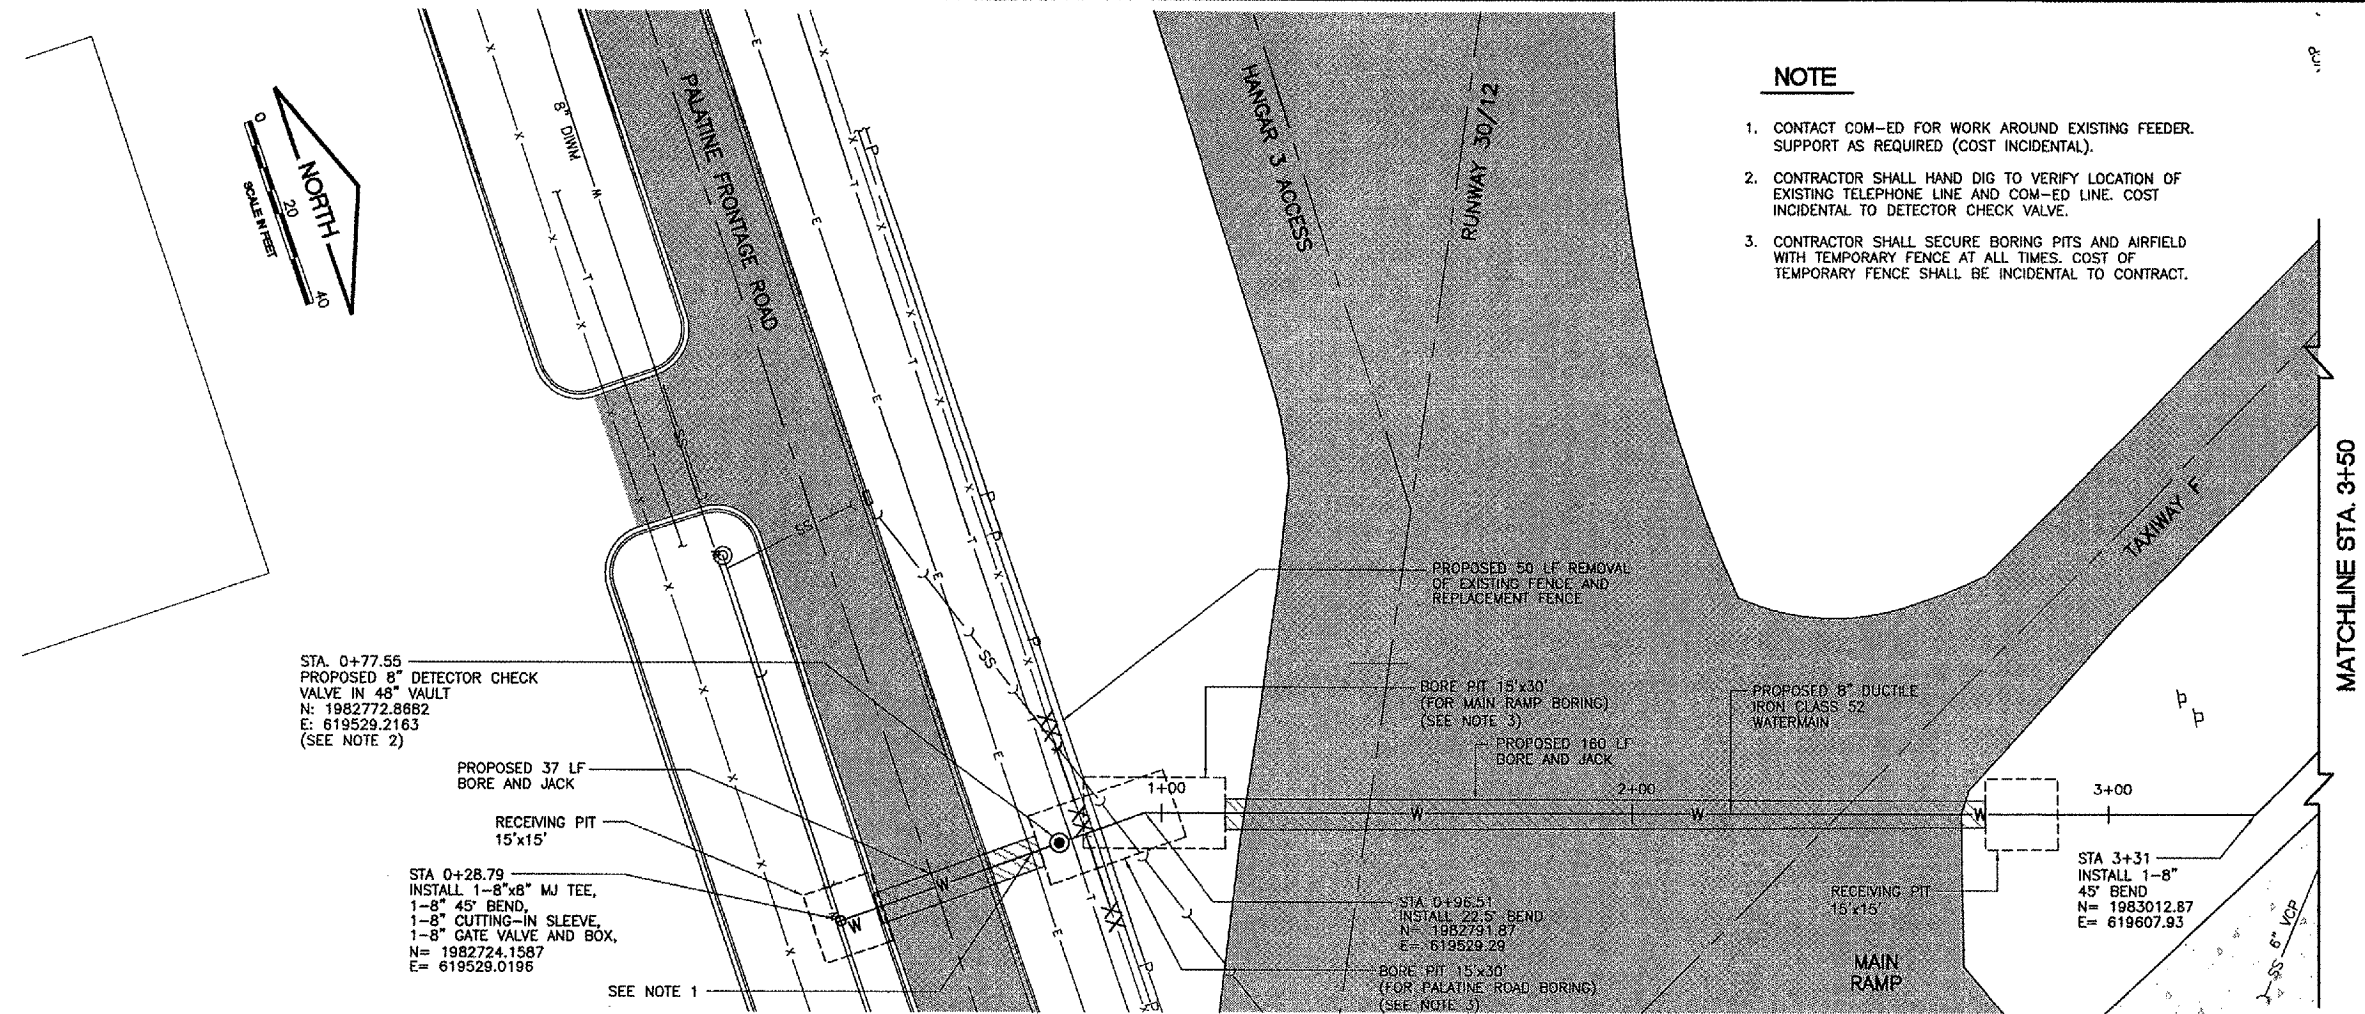 NOTE
1. CONTACT COM-ED FOR WORK AROUND EXISTING FEEDER.
SUPPORT AS REQUIRED (COST INCIDENTAL).
2. CONTRACTOR SHALL HAND DIG TO VERIFY LOCATION OF
EXISTING TELEPHONE LINE AND COM-ED LINE. COST
INCIDENTAL TO DETECTOR CHECK VALVE.
3. CONTRACTOR SHALL SECURE BORING PITS AND AIRFIELD
WITH TEMPORARY FENCE AT ALL TIMES. COST OF
TEMPORARY FENCE SHALL BE INCIDENTAL TO CONTRACT.
NORTH
0
20
40
SCALE IN FEET
8" DIWM
PALATINE FRONTAGE ROAD
HANGAR 3 ACCESS
RUNWAY 30/12
TAXIWAY F
MATCHLINE STA. 3+50
SS
SS
SS
PROPOSED 50 LF REMOVAL
OF EXISTING FENCE AND
REPLACEMENT FENCE
STA. 0+77.55
PROPOSED 8" DETECTOR CHECK
VALVE IN 48" VAULT
N: 1982772.8682
E: 619529.2163
(SEE NOTE 2)
BORE PIT 15'x30'
(FOR MAIN RAMP BORING)
(SEE NOTE 3)
PROPOSED 8" DUCTILE
IRON CLASS 52
WATERMAIN
PROPOSED 160 LF
BORE AND JACK
PROPOSED 37 LF
BORE AND JACK
1+00
2+00
3+00
W
W
W
W
W
RECEIVING PIT
15'x15'
STA 0+28.79
INSTALL 1-8"x8" MJ TEE,
1-8" 45° BEND,
1-8" CUTTING-IN SLEEVE,
1-8" GATE VALVE AND BOX,
N= 1982724.1587
E= 619529.0196
SEE NOTE 1
STA 0+96.51
INSTALL 22.5° BEND
N= 1982791.87
E= 619529.29
BORE PIT 15'x30'
(FOR PALATINE ROAD BORING)
(SEE NOTE 3)
RECEIVING PIT
15'x15'
STA 3+31
INSTALL 1-8"
45° BEND
N= 1983012.87
E= 619607.93
MAIN
RAMP
SS 6" VCP